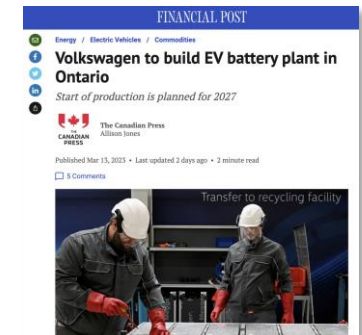 FINANCIAL POST
Energy / Electric Vehicles / Commodities
Volkswagen to build EV battery plant in
Ontario
Start of production is planned for 2027
CANADIAN
PRESS
The Canadian Press
Allison Jones
Published Mar 13, 2023 • Last updated 2 days ago • 2 minute read
5 Comments
Transfer to recycling facility